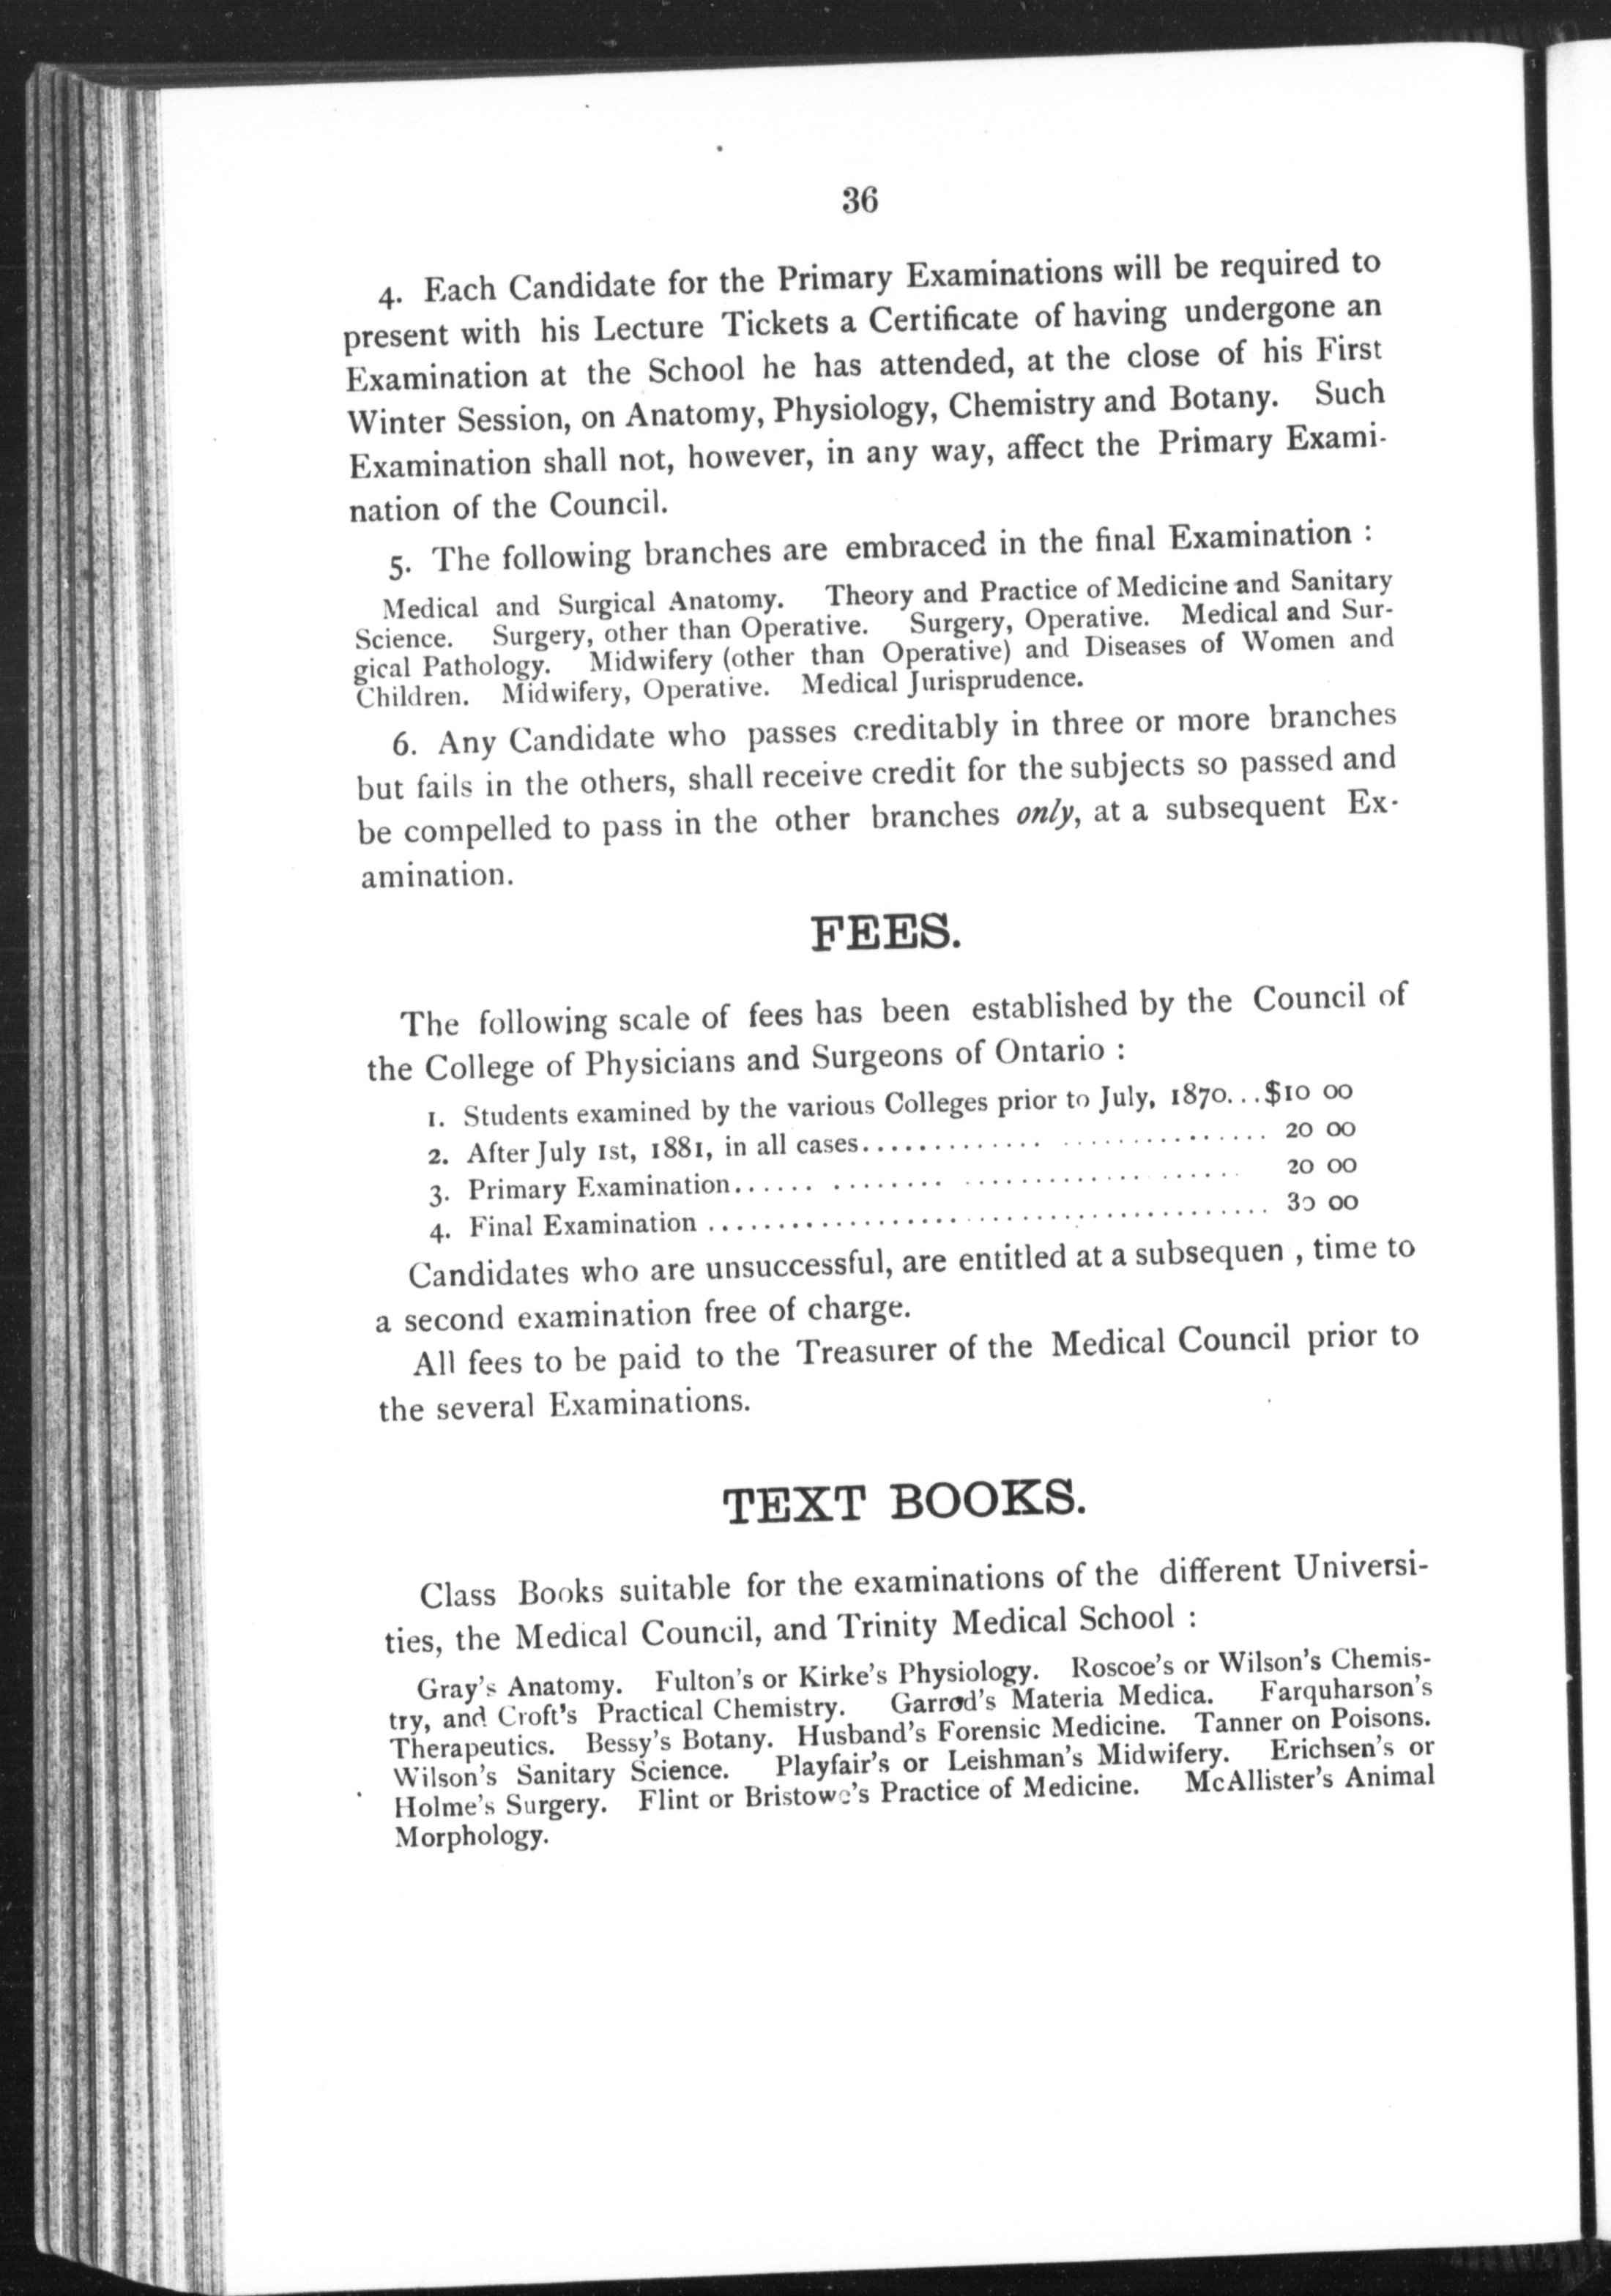 36
4. Each Candidate for the Primary Examinations will be required to
present with his Lecture Tickets a Certificate of having undergone an
Examination at the School he has attended, at the close of his First
Winter Session, on Anatomy, Physiology, Chemistry and Botany. Such
Examination shall not, however, in any way, affect the Primary Exami-
nation of the Council.
5. The following branches are embraced in the final Examination :
Medical and Surgical Anatomy. Theory and Practice of Medicine and Sanitary
Science. Surgery, other than Operative. Surgery, Operative. Medical and Sur-
gical Pathology. Midwifery (other than Operative) and Diseases of Women and
Children. Midwifery, Operative. Medical Jurisprudence.
6. Any Candidate who passes creditably in three or more branches
but fails in the others, shall receive credit for the subjects so passed and
be compelled to pass in the other branches only, at a subsequent Ex-
amination.
FEES.
The following scale of fees has been established by the Council of
the College of Physicians and Surgeons of Ontario :
1. Students examined by the various Colleges prior to July, 1870...$10 00
2. After July 1st, 1881, in all cases............................ 20 00
3. Primary Examination.................................. 20 00
4. Final Examination ........................................ 30 00
Candidates who are unsuccessful, are entitled at a subsequen , time to
a second examination free of charge.
All fees to be paid to the Treasurer of the Medical Council prior to
the several Examinations.
TEXT BOOKS.
Class Books suitable for the examinations of the different Universi-
ties, the Medical Council, and Trinity Medical School :
Gray's Anatomy. Fulton's or Kirke's Physiology. Roscoe's or Wilson's Chemis-
try, and Croft's Practical Chemistry. Garrod's Materia Medica. Farquharson's
Therapeutics. Bessy's Botany. Husband's Forensic Medicine. Tanner on Poisons.
Wilson's Sanitary Science. Playfair's or Leishman's Midwifery. Erichsen's or
Holme's Surgery. Flint or Bristowe's Practice of Medicine. McAllister's Animal
Morphology.